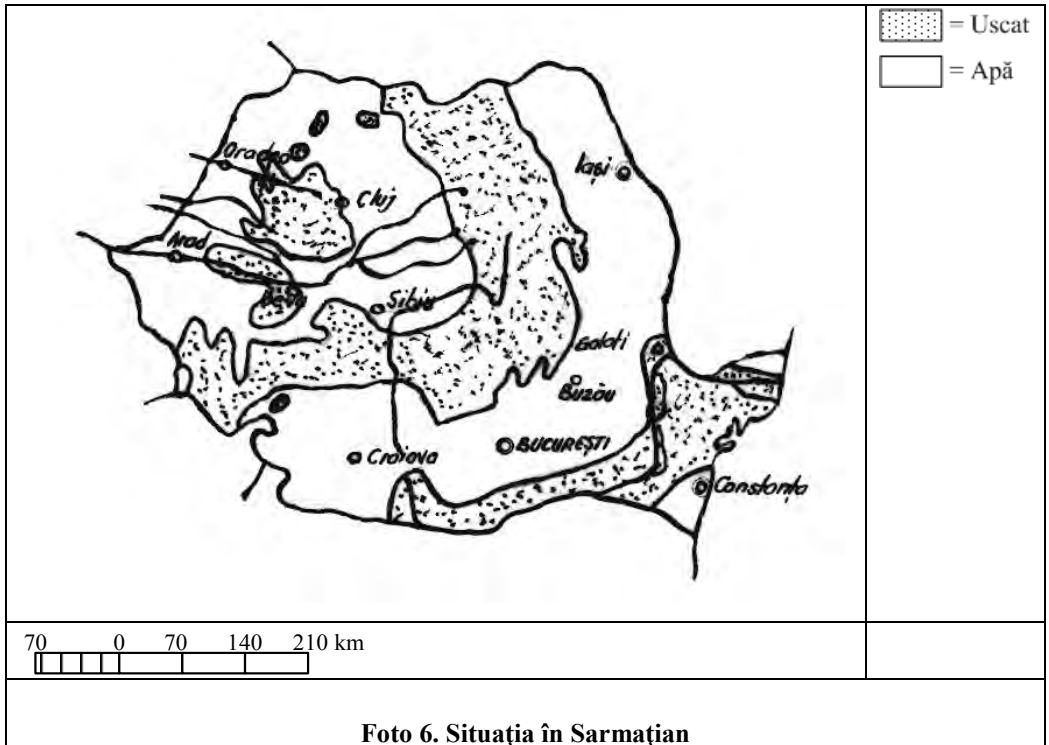 = Uscat
= Apă
Oradea
Cluj
Iași
Arad
Deva
Sibiu
Galați
Buzău
BUCUREȘTI
Craiova
Constanța
70 0 70 140 210 km
Foto 6. Situația în Sarmațian